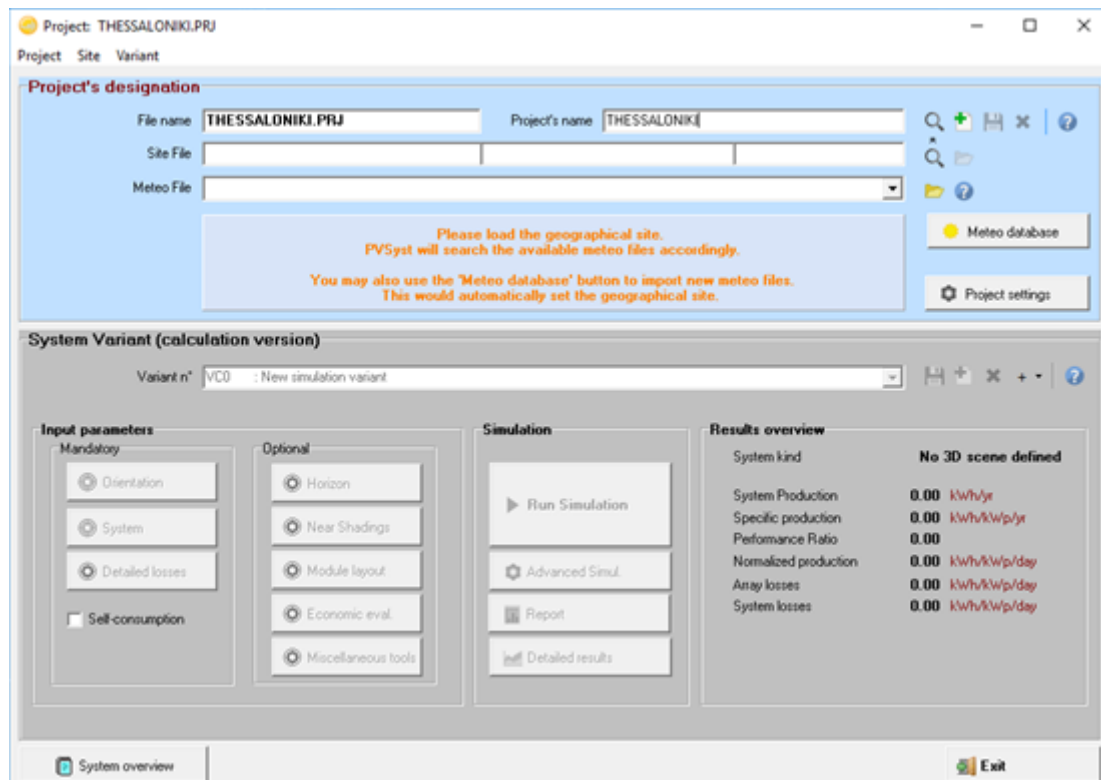 Project: THESSALONIKI.PRJ
Project Site Variant
Project's designation
File name THESSALONIKI.PRJ Project's name THESSALONIKI
Site File
Meteo File
Please load the geographical site.
PVSyst will search the available meteo files accordingly.
You may also use the 'Meteo database' button to import new meteo files.
This would automatically set the geographical site.
Meteo database
Project settings
System Variant (calculation version)
Variant n° VC0 : New simulation variant
Input parameters
Mandatory
Orientation
System
Detailed losses
Self-consumption
Optional
Horizon
Near Shadings
Module layout
Economic eval.
Miscellaneous tools
Simulation
Run Simulation
Advanced Simul.
Report
Detailed results
Results overview
System kind No 3D scene defined
System Production 0.00 kWh/yr
Specific production 0.00 kWh/kWp/yr
Performance Ratio 0.00
Normalized production 0.00 kWh/kWp/day
Array losses 0.00 kWh/kWp/day
System losses 0.00 kWh/kWp/day
System overview
Exit